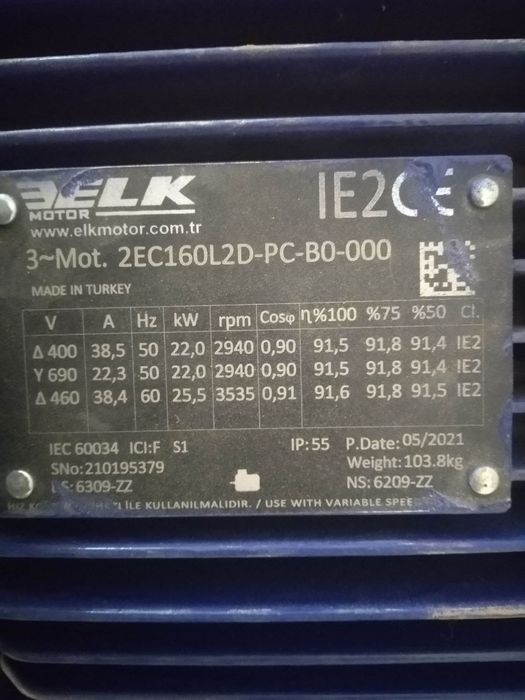 ELK
MOTOR
IE2 CE
www.elkmotor.com.tr
3~Mot. 2EC160L2D-PC-B0-000
MADE IN TURKEY
V A Hz kW rpm Cosφ η%100 %75 %50 Cl.
Δ 400 38,5 50 22,0 2940 0,90 91,5 91,8 91,4 IE2
Y 690 22,3 50 22,0 2940 0,90 91,5 91,8 91,4 IE2
Δ 460 38,4 60 25,5 3535 0,91 91,6 91,8 91,5 IE2
IEC 60034 ICl:F S1 IP:55 P.Date: 05/2021
SNo:210195379 Weight:103.8kg
S: 6309-ZZ NS: 6209-ZZ
İLE KULLANILMALIDIR. / USE WITH VARIABLE